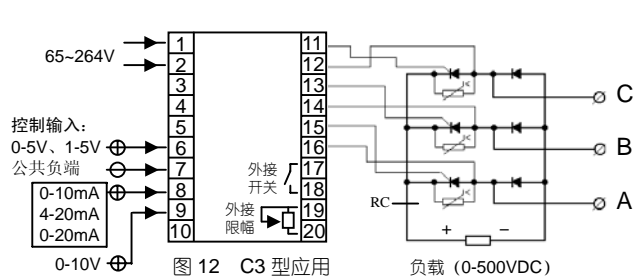 65~264V
控制输入：
0-5V、1-5V
公共负端
0-10mA
4-20mA
0-20mA
0-10V
1
2
3
4
5
6
7
8
9
10
11
12
13
14
15
16
17
18
19
20
外接
开关
外接
限幅
图 12 C3 型应用
C
B
A
RC
+ −
负载（0-500VDC）